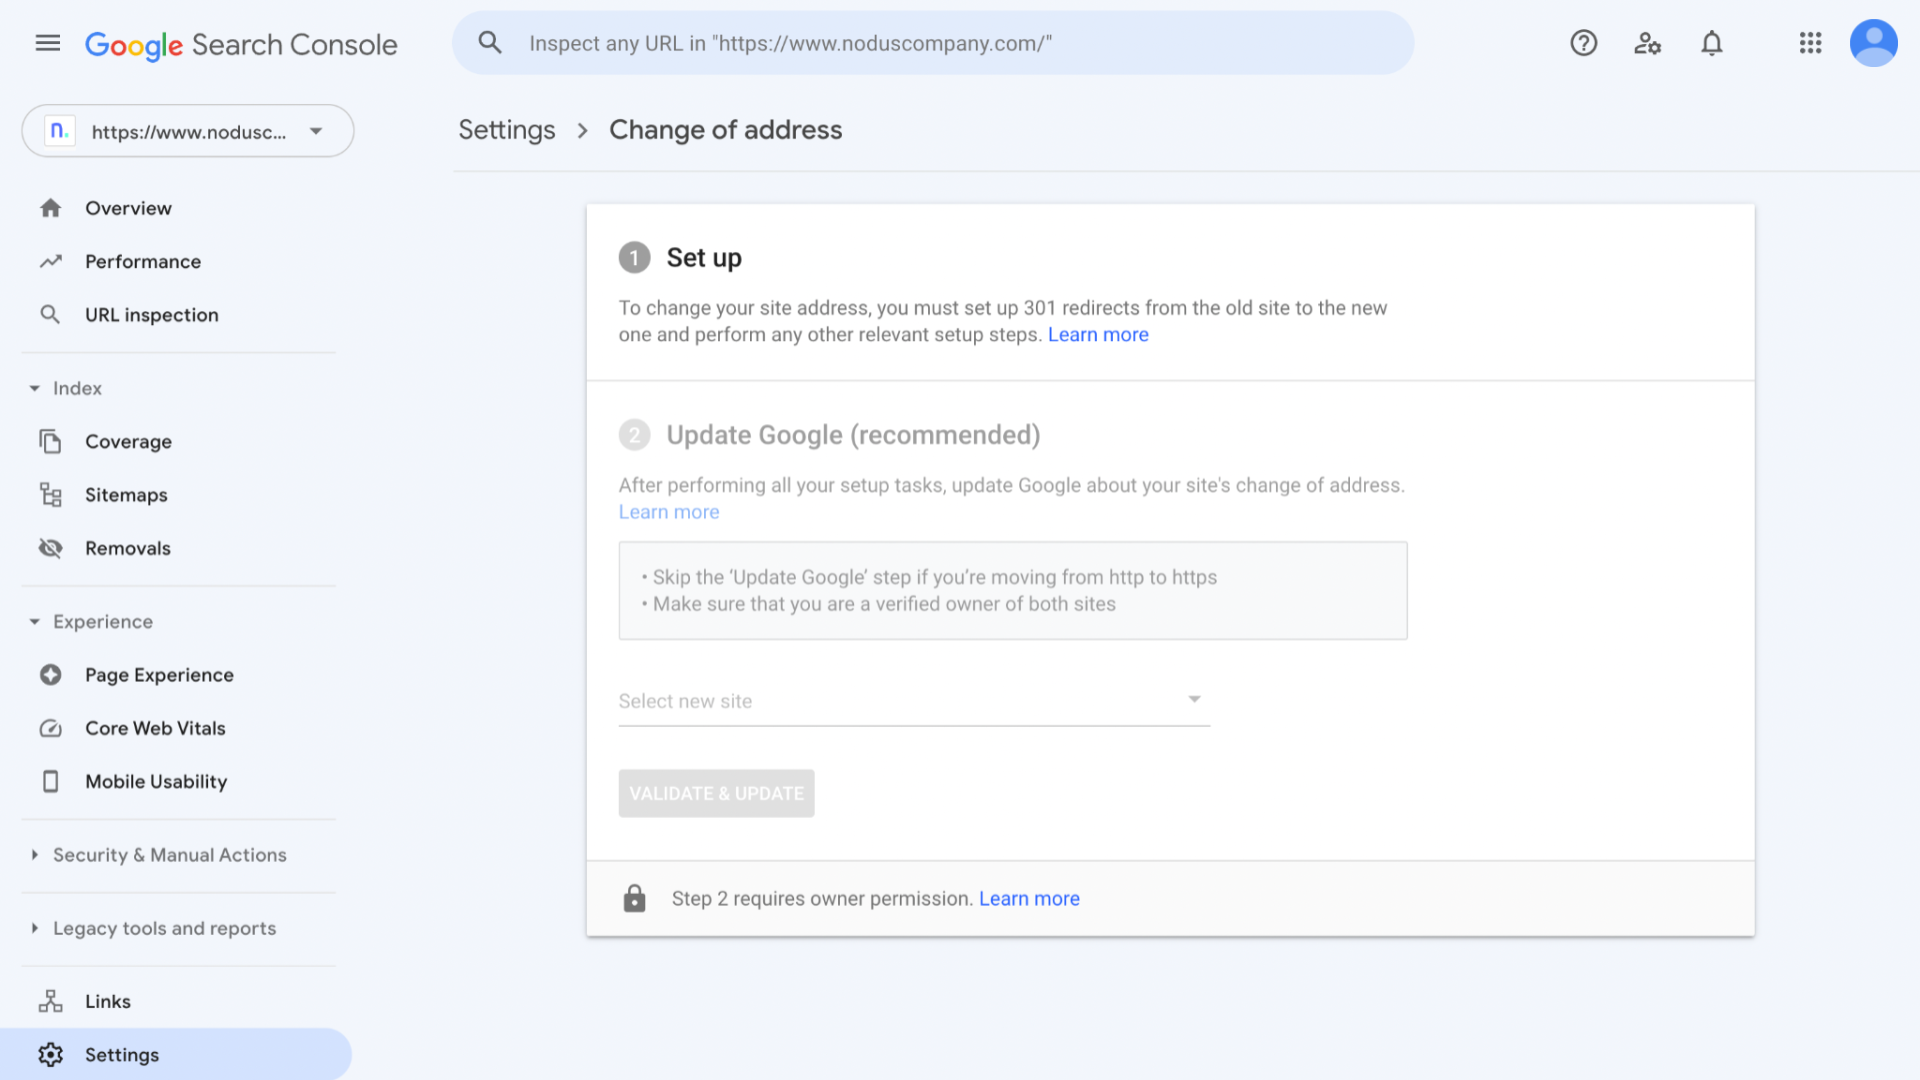 Google Search Console
Inspect any URL in "https://www.noduscompany.com/"
n.
https://www.nodusc...
Settings > Change of address
Overview
Performance
URL inspection
Index
Coverage
Sitemaps
Removals
Experience
Page Experience
Core Web Vitals
Mobile Usability
Security & Manual Actions
Legacy tools and reports
Links
Settings
1 Set up
To change your site address, you must set up 301 redirects from the old site to the new
one and perform any other relevant setup steps. Learn more
2 Update Google (recommended)
After performing all your setup tasks, update Google about your site's change of address.
Learn more
• Skip the ‘Update Google’ step if you’re moving from http to https
• Make sure that you are a verified owner of both sites
Select new site
VALIDATE & UPDATE
Step 2 requires owner permission. Learn more